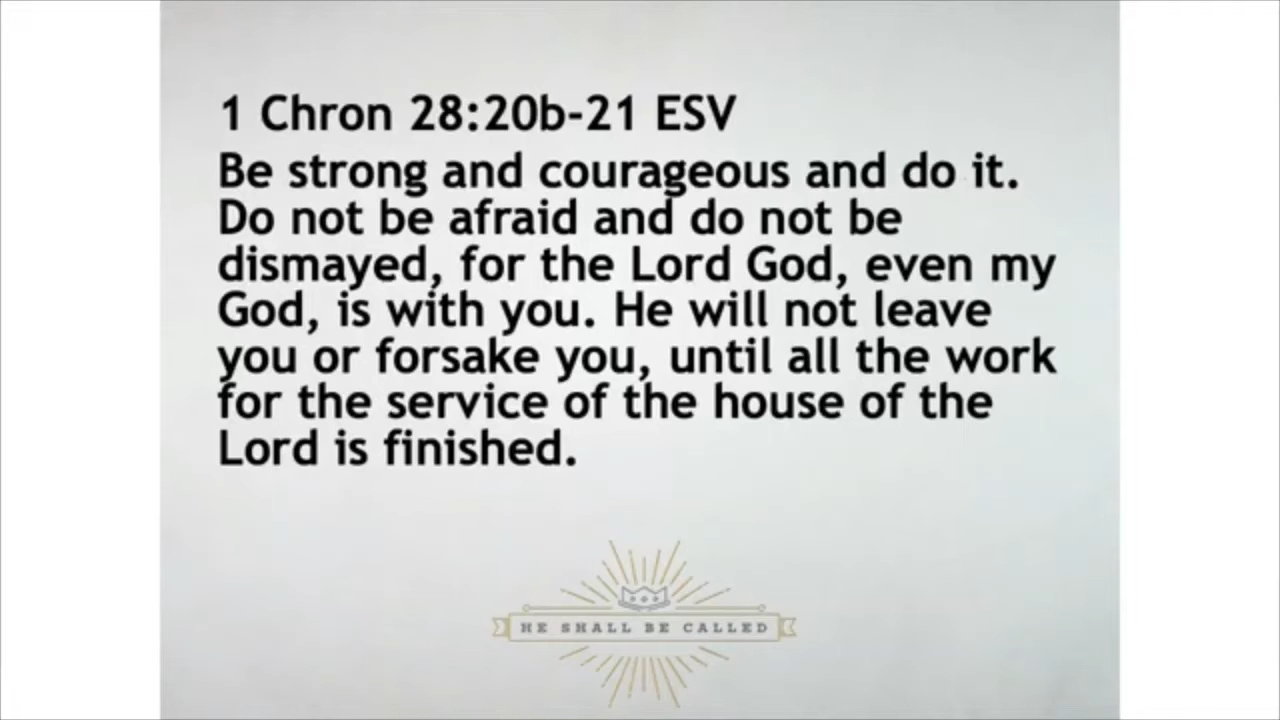 1 Chron 28:20b-21 ESV
Be strong and courageous and do it.
Do not be afraid and do not be
dismayed, for the Lord God, even my
God, is with you. He will not leave
you or forsake you, until all the work
for the service of the house of the
Lord is finished.
HE SHALL BE CALLED